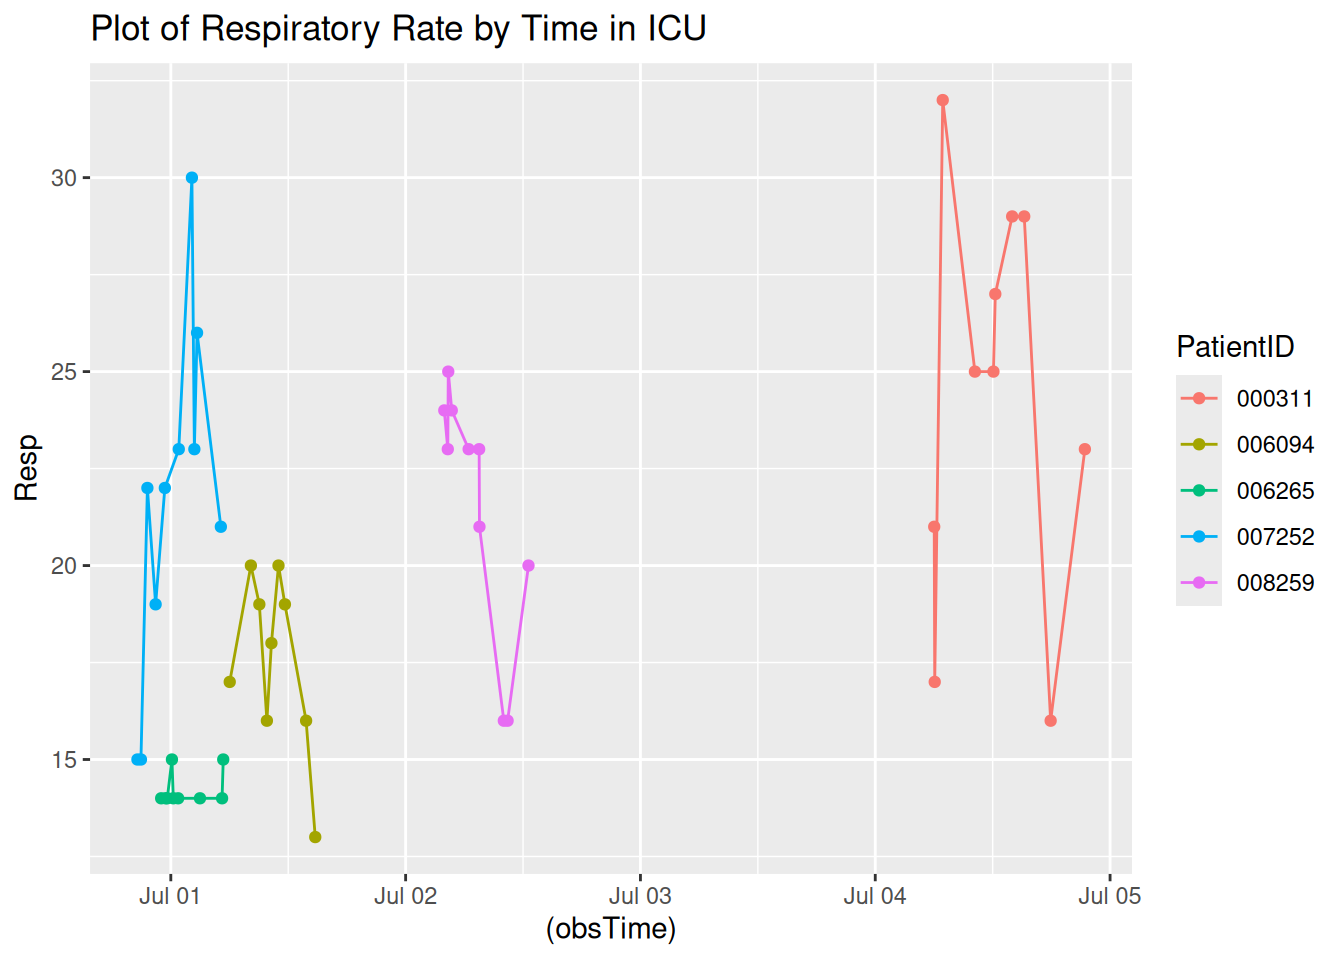 Plot of Respiratory Rate by Time in ICU
Resp
30
25
20
15
Jul 01 Jul 02 Jul 03 Jul 04 Jul 05
(obsTime)
PatientID
000311
006094
006265
007252
008259